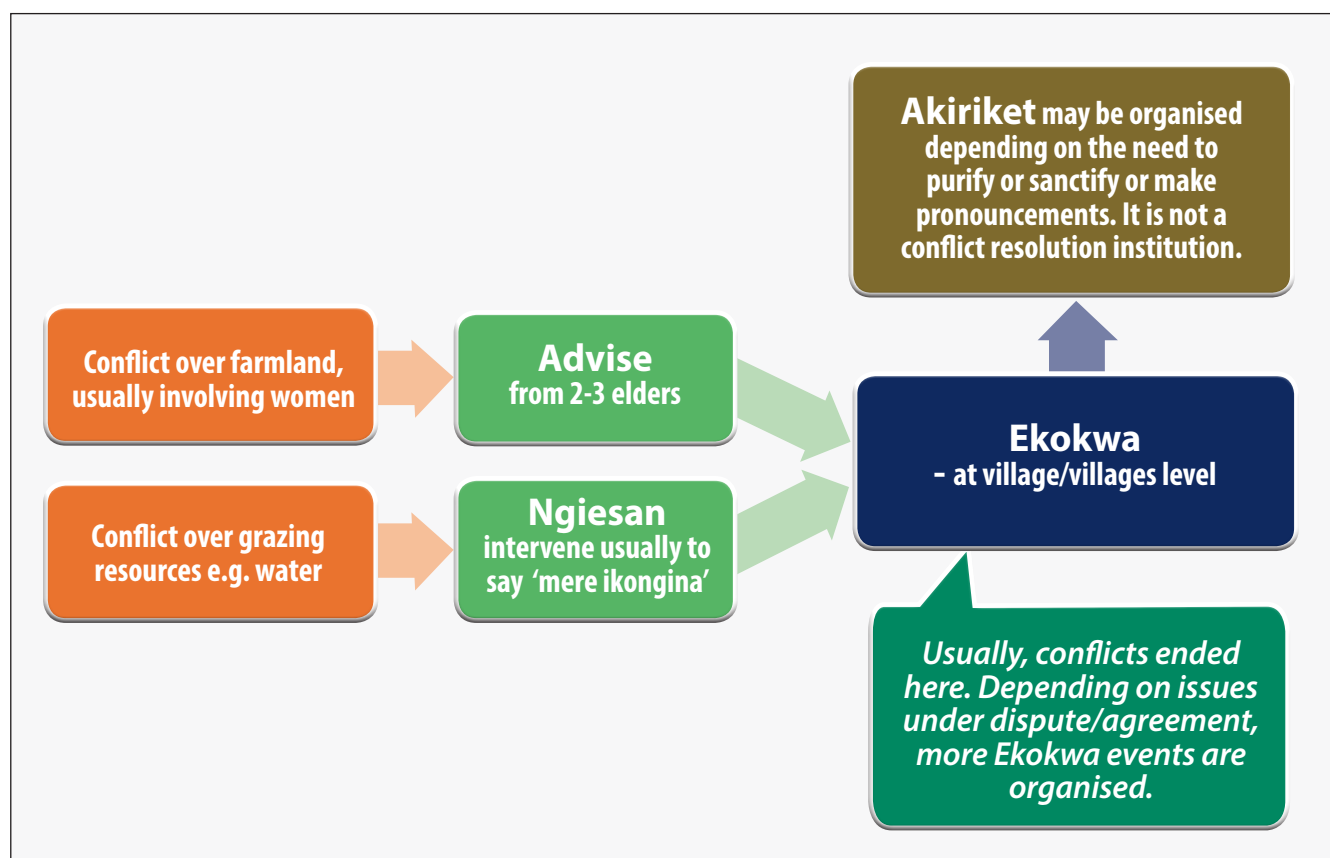 Akiriket may be organised
depending on the need to
purify or sanctify or make
pronouncements. It is not a
conflict resolution institution.
Conflict over farmland,
usually involving women
Advise
from 2-3 elders
Ekokwa
- at village/villages level
Conflict over grazing
resources e.g. water
Ngiesan
intervene usually to
say ‘mere ikongina’
Usually, conflicts ended
here. Depending on issues
under dispute/agreement,
more Ekokwa events are
organised.